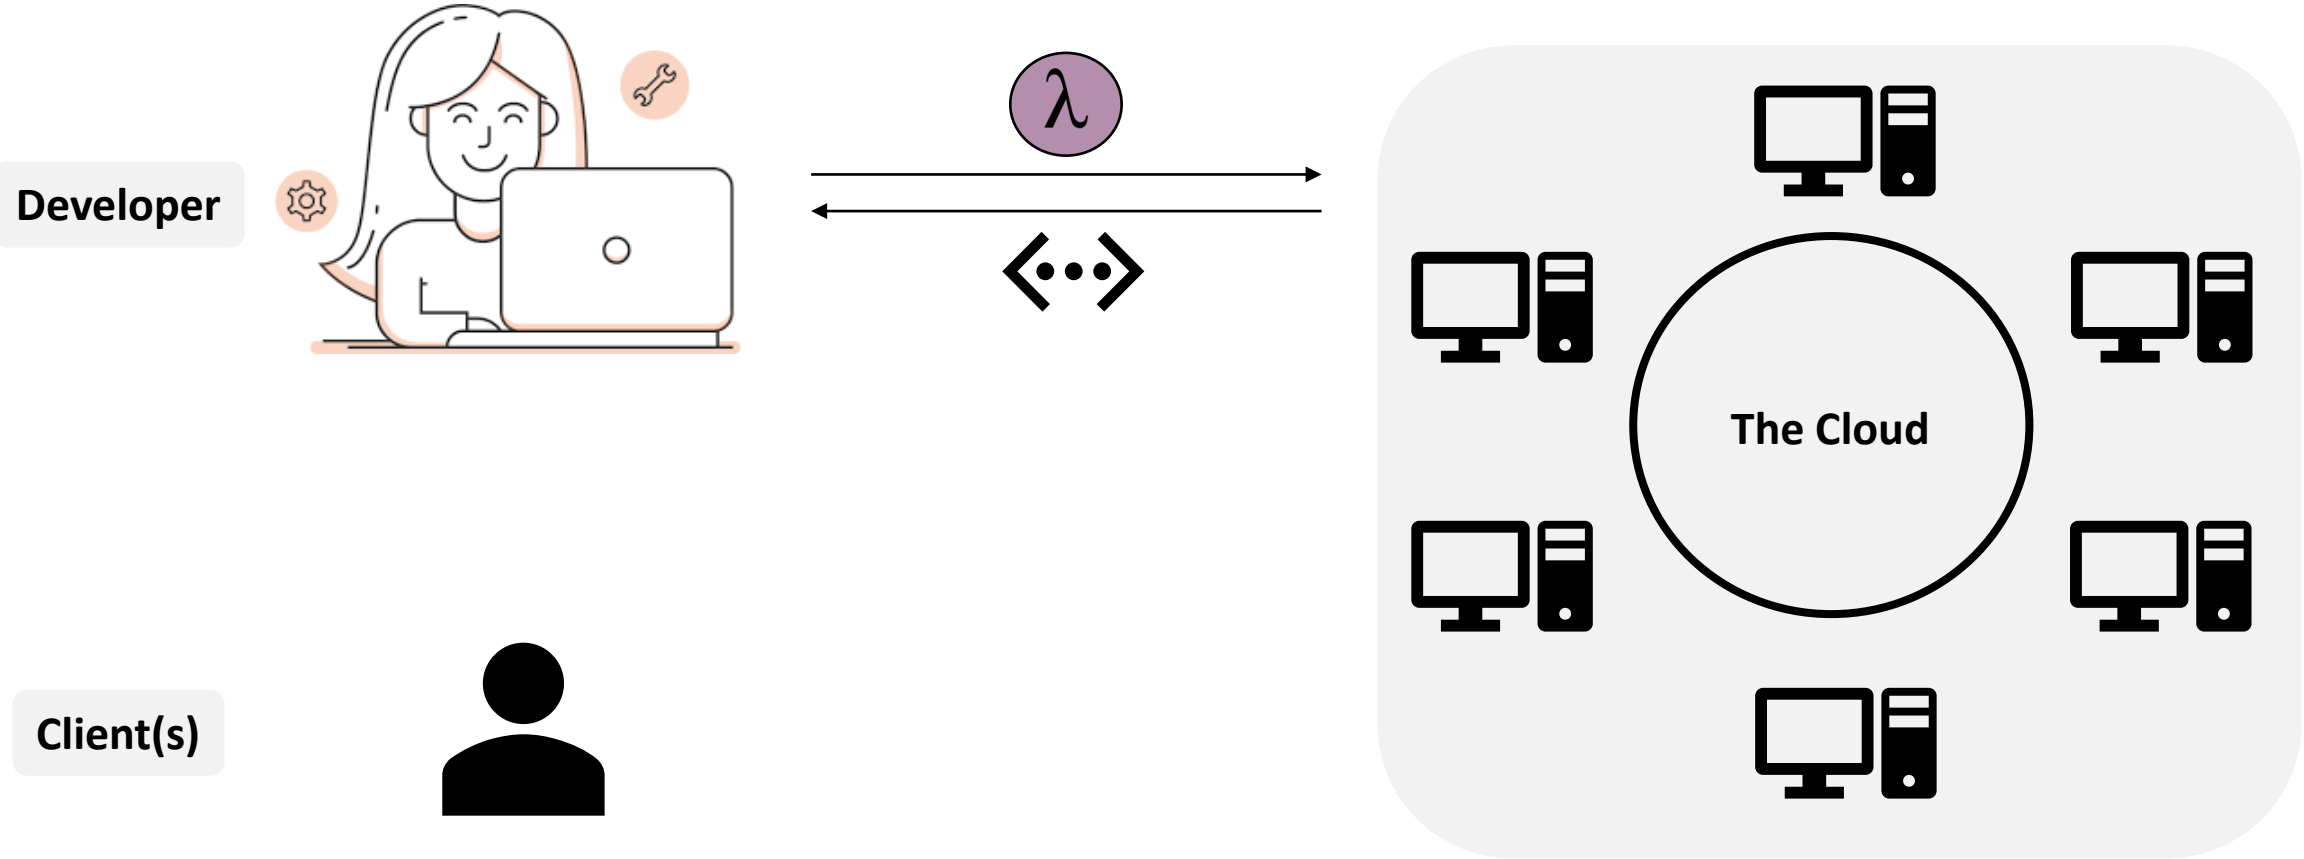 λ
Developer
The Cloud
Client(s)